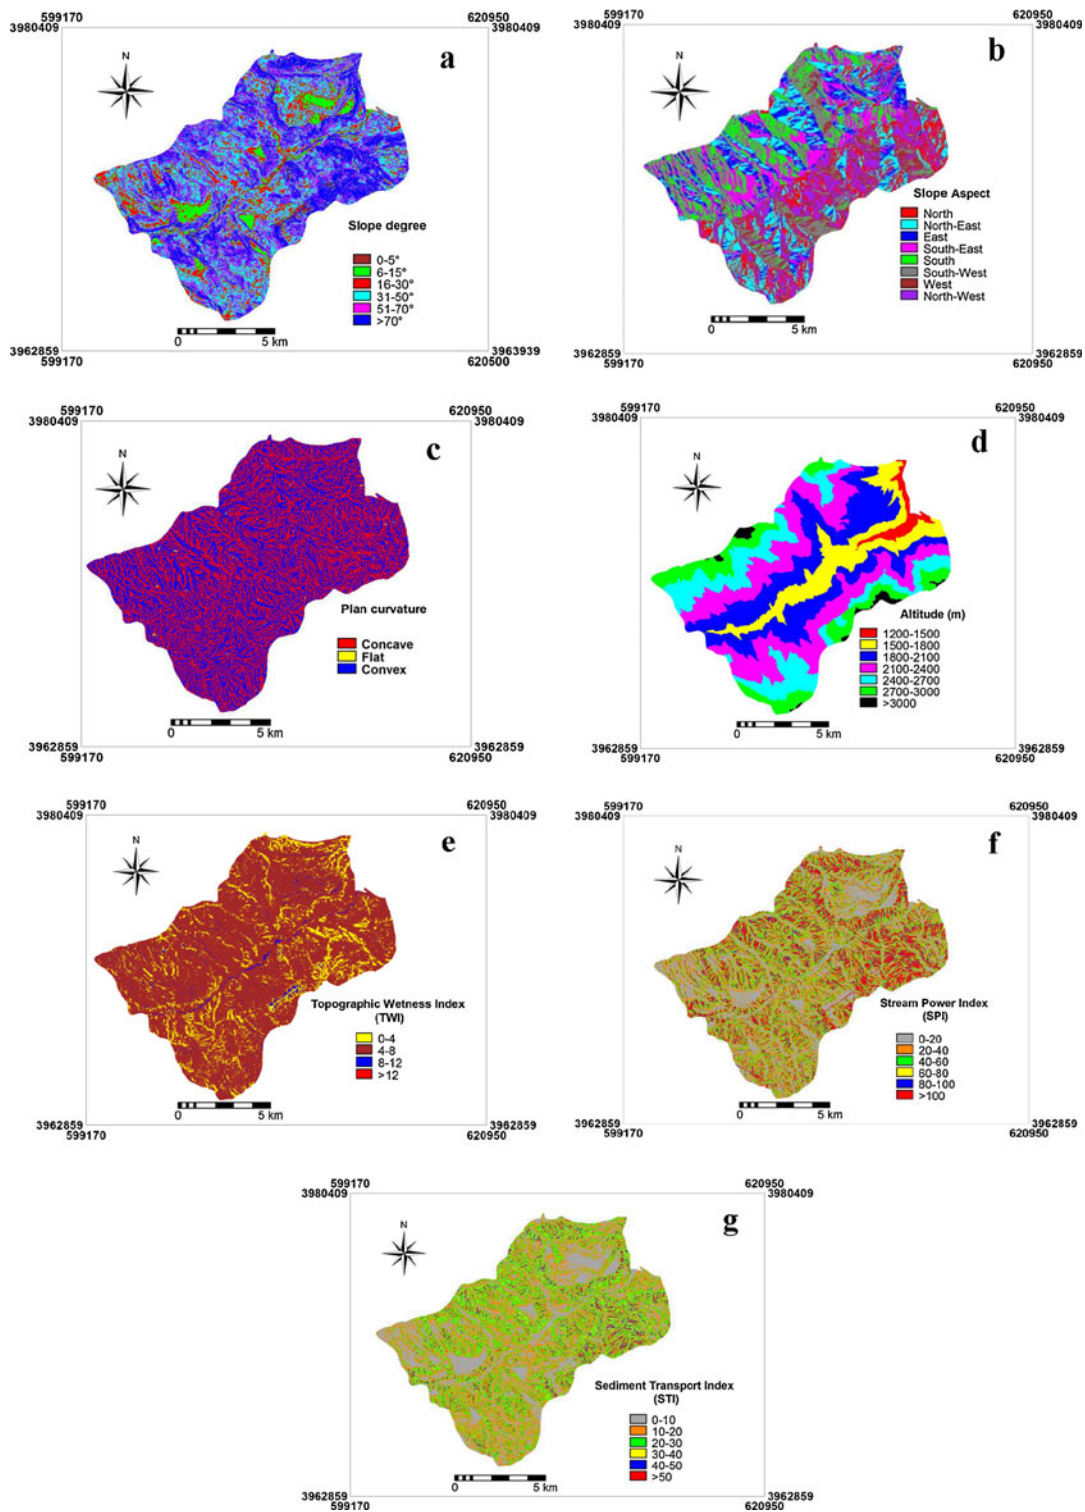 599170
620950
3980409
3980409
N
a
Slope degree
0-5°
6-15°
16-30°
31-50°
51-70°
>70°
0
5 km
3962859
3963939
599170
620500
599170
620950
3980409
3980409
N
b
Slope Aspect
North
North-East
East
South-East
South
South-West
West
North-West
0
5 km
3962859
3962859
599170
620950
599170
620950
3980409
3980409
N
c
Plan curvature
Concave
Flat
Convex
0
5 km
3962859
3962859
599170
620950
599170
620950
3980409
3980409
N
d
Altitude (m)
1200-1500
1500-1800
1800-2100
2100-2400
2400-2700
2700-3000
>3000
0
5 km
3962859
3962859
599170
620950
599170
620950
3980409
3980409
N
e
Topographic Wetness Index
(TWI)
0-4
4-8
8-12
>12
0
5 km
3962859
3962859
599170
620950
599170
620950
3980409
3980409
N
f
Stream Power Index
(SPI)
0-20
20-40
40-60
60-80
80-100
>100
0
5 km
3962859
3962859
599170
620950
599170
620950
3980409
3980409
N
g
Sediment Transport Index
(STI)
0-10
10-20
20-30
30-40
40-50
>50
0
5 km
3962859
3962859
599170
620950